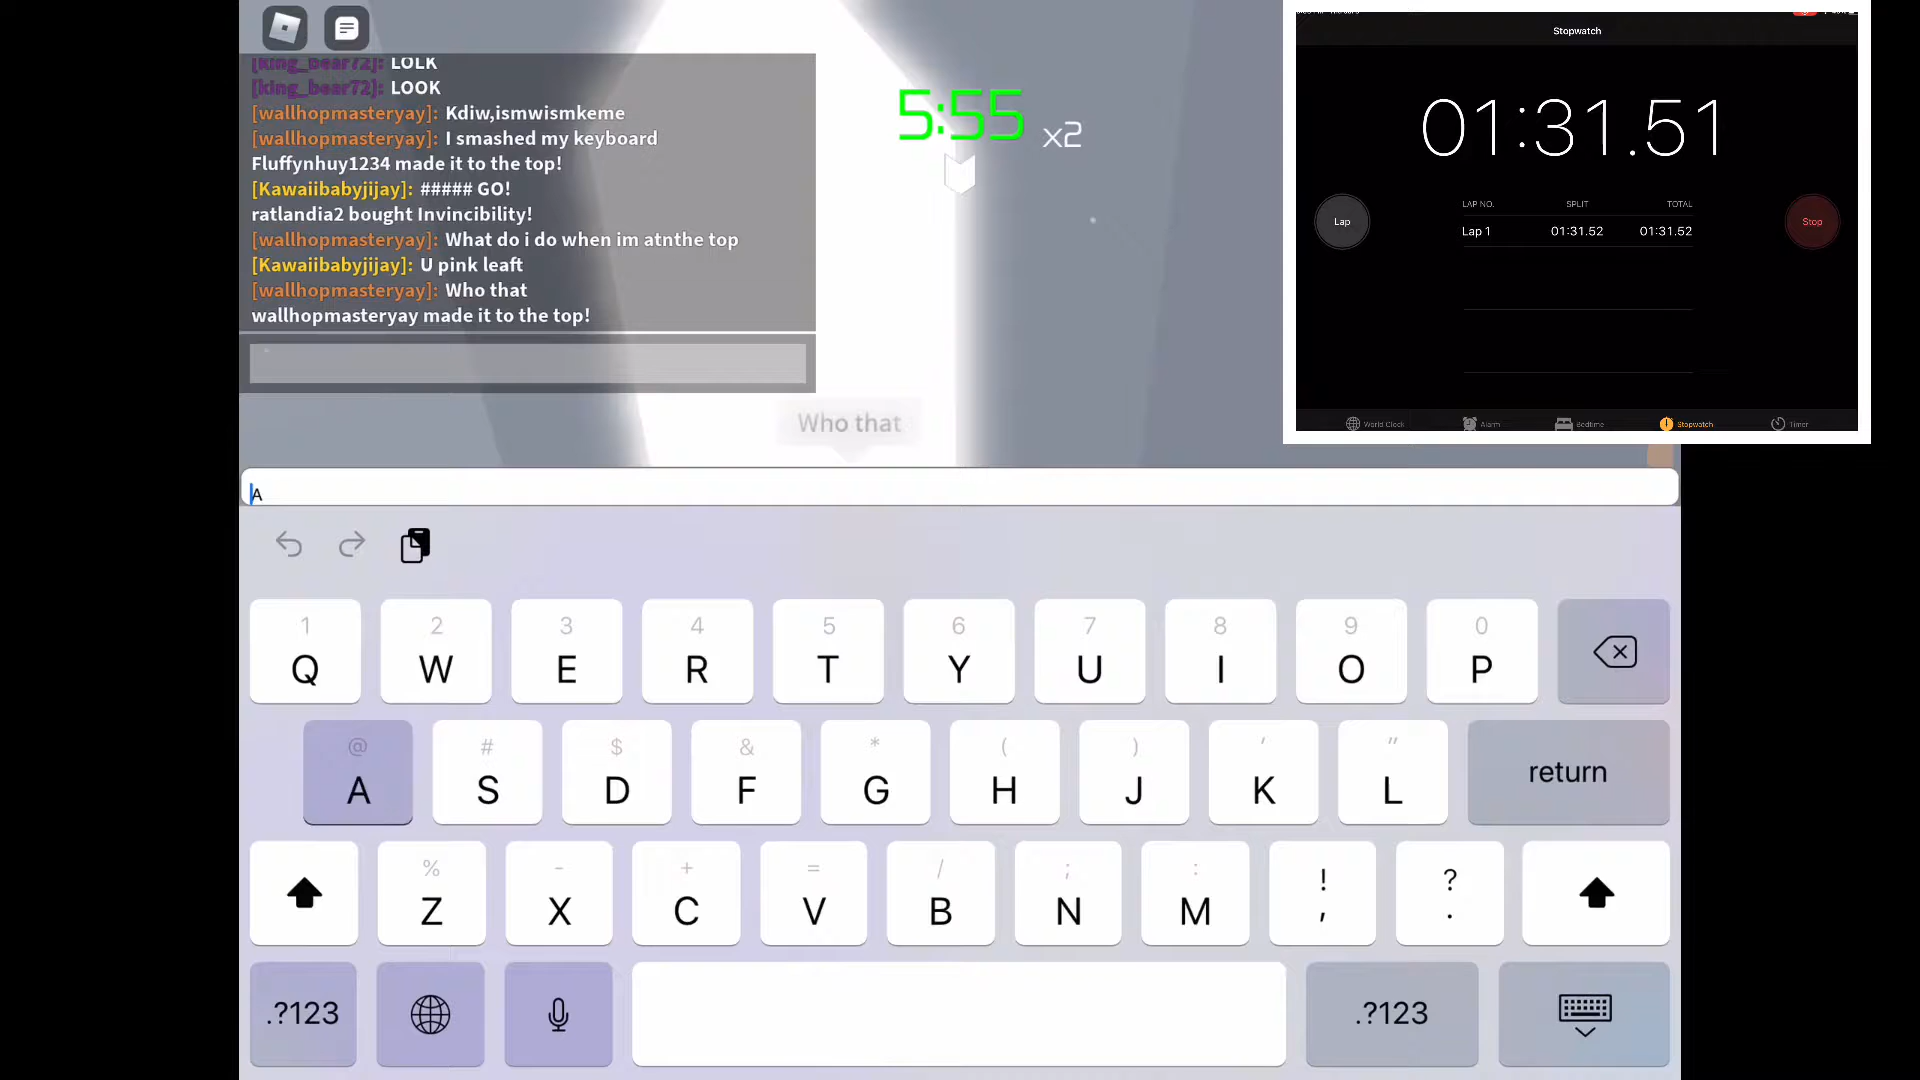 [king_bear72]: LOLK
[king_bear72]: LOOK
[wallhopmasteryay]: Kdiw,ismwismkeme
[wallhopmasteryay]: I smashed my keyboard
Fluffynhuy1234 made it to the top!
[Kawaiibabyjijay]: ##### GO!
ratlandia2 bought Invincibility!
[wallhopmasteryay]: What do i do when im atnthe top
[Kawaiibabyjijay]: U pink leaft
[wallhopmasteryay]: Who that
wallhopmasteryay made it to the top!
5:55 x2
Stopwatch
01:31.51
Lap
LAP NO. SPLIT TOTAL
Lap 1 01:31.52 01:31.52
Stop
World Clock Alarm Bedtime Stopwatch Timer
Who that
A
1 2 3 4 5 6 7 8 9 0
Q W E R T Y U I O P
@ # $ & * ( ) ' "
A S D F G H J K L return
% - + = / ; : ! ?
Z X C V B N M , .
.?123 .?123